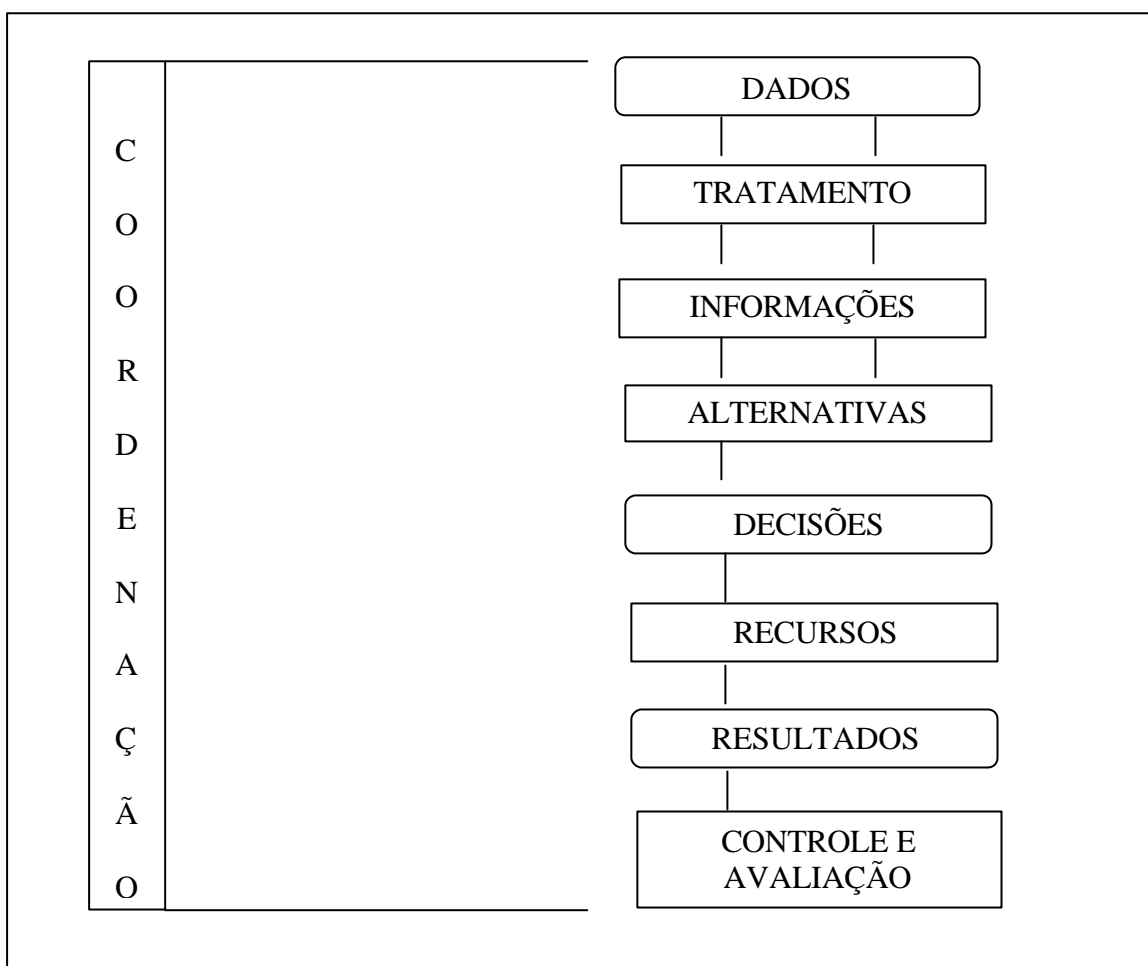 C
O
O
R
D
E
N
A
Ç
Ã
O
DADOS
TRATAMENTO
INFORMAÇÕES
ALTERNATIVAS
DECISÕES
RECURSOS
RESULTADOS
CONTROLE E
AVALIAÇÃO